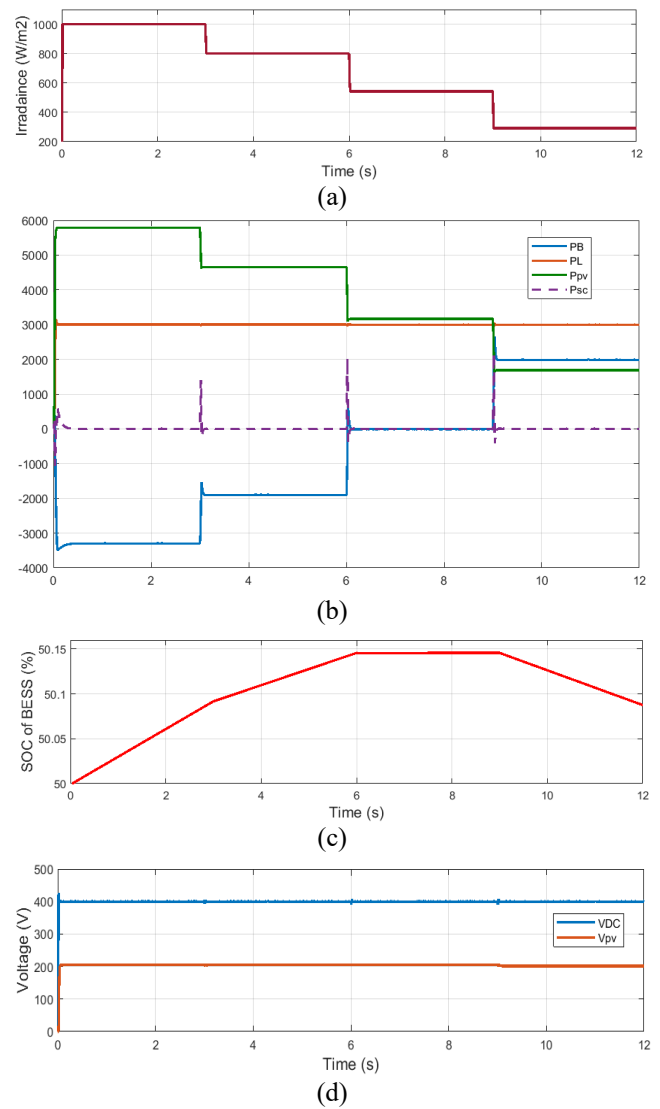 1000
800
600
400
200
Irradaince (W/m2)
0 2 4 6 8 10 12
Time (s)
(a)
6000
5000
4000
3000
2000
1000
0
-1000
-2000
-3000
-4000
PB
PL
Ppv
Psc
0 2 4 6 8 10 12
(b)
50.15
50.1
50.05
50
SOC of BESS (%)
0 2 4 6 8 10 12
Time (s)
(c)
500
400
300
200
100
0
Voltage (V)
VDC
Vpv
0 2 4 6 8 10 12
Time (s)
(d)